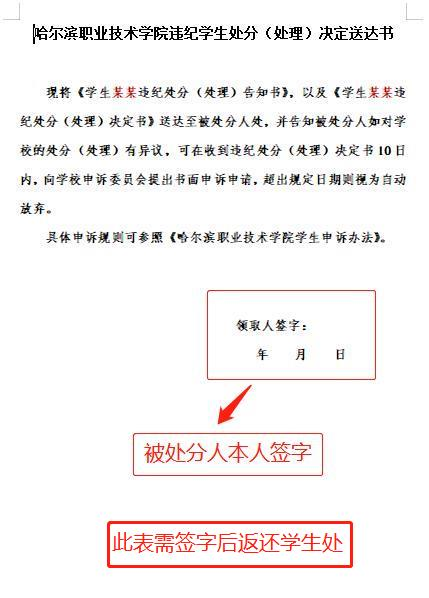 哈尔滨职业技术学院违纪学生处分（处理）决定送达书
现将《学生某某违纪处分（处理）告知书》，以及《学生某某违
纪处分（处理）决定书》送达至被处分人处，并告知被处分人如对学
校的处分（处理）有异议，可在收到违纪处分（处理）决定书 10 日
内，向学校申诉委员会提出书面申诉申请，超出规定日期则视为自动
放弃。
具体申诉规则可参照《哈尔滨职业技术学院学生申诉办法》。
领取人签字：
年 月 日
被处分人本人签字
此表需签字后返还学生处